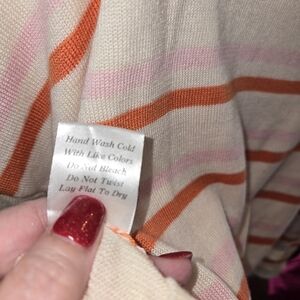 Hand Wash Cold
With Like Colors
Do Not Bleach
Do Not Twist
Lay Flat To Dry